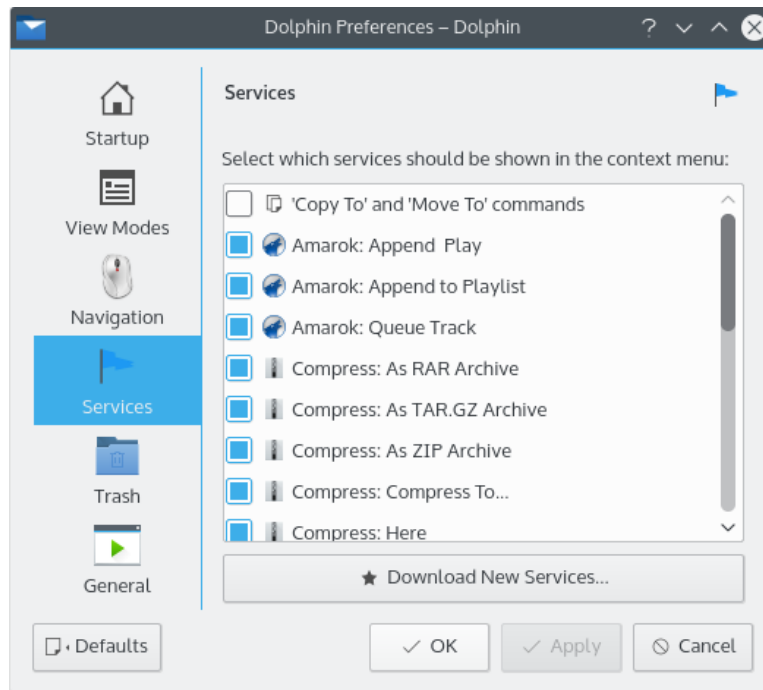 Dolphin Preferences – Dolphin
Startup
View Modes
Navigation
Services
Trash
General
Services
Select which services should be shown in the context menu:
'Copy To' and 'Move To' commands
Amarok: Append  Play
Amarok: Append to Playlist
Amarok: Queue Track
Compress: As RAR Archive
Compress: As TAR.GZ Archive
Compress: As ZIP Archive
Compress: Compress To...
Compress: Here
Download New Services...
Defaults
OK
Apply
Cancel